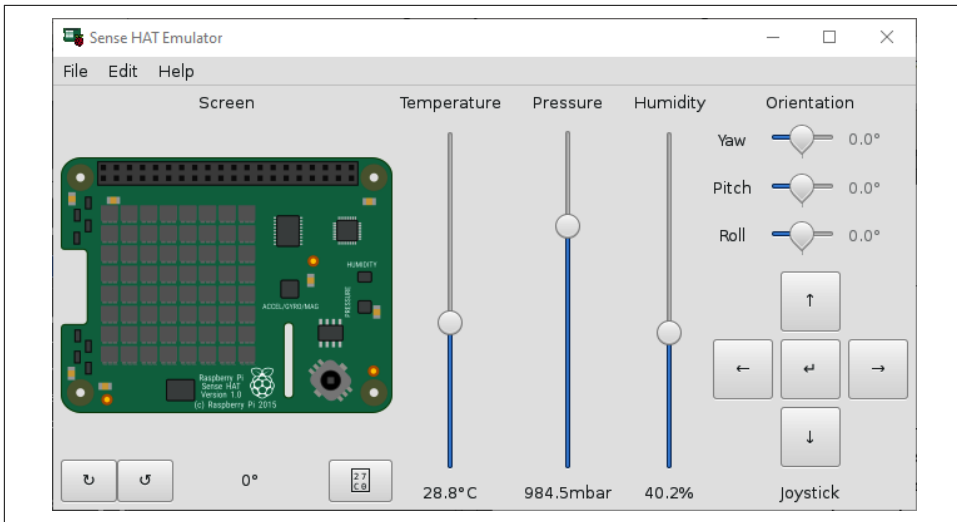 Sense HAT Emulator
File Edit Help
Screen
Temperature
Pressure
Humidity
Orientation
Yaw 0.0°
Pitch 0.0°
Roll 0.0°
HUMIDITY
PRESSURE
ACCEL/GYRO/MAG
Raspberry Pi
Sense HAT
Version 1.0
(c) Raspberry Pi 2015
↑
← ↵ →
↓
↻ ↺ 0° 27
C0
28.8°C
984.5mbar
40.2%
Joystick